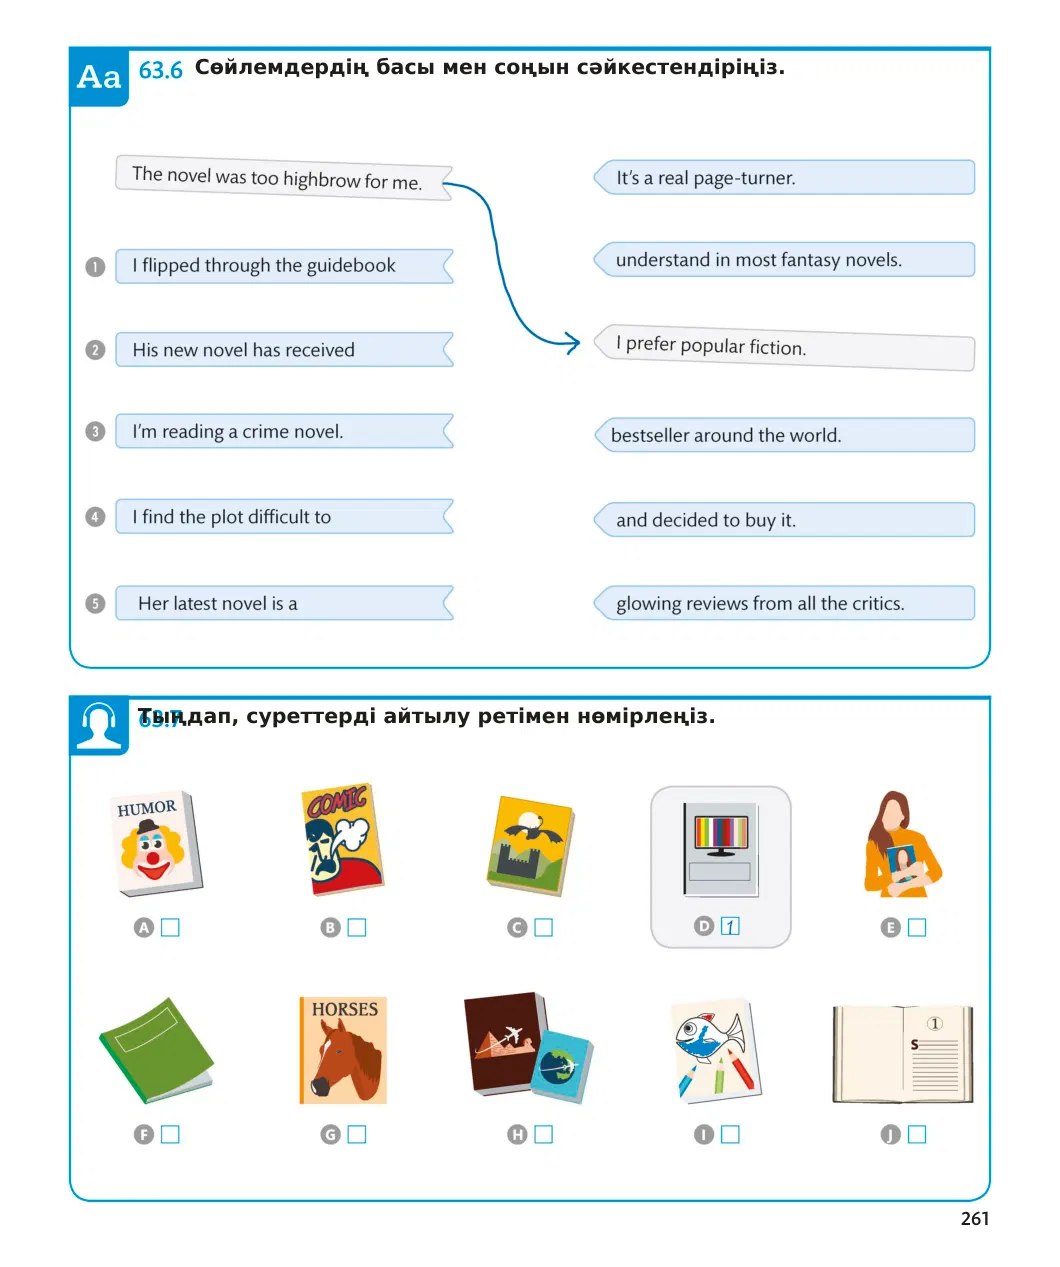 Aa 63.6 Сөйлемдердің басы мен соңын сәйкестендіріңіз.
The novel was too highbrow for me.
It's a real page-turner.
1 I flipped through the guidebook
understand in most fantasy novels.
2 His new novel has received
I prefer popular fiction.
3 I'm reading a crime novel.
bestseller around the world.
4 I find the plot difficult to
and decided to buy it.
5 Her latest novel is a
glowing reviews from all the critics.
63.7 Тыңдап, суреттерді айтылу ретімен нөмірлеңіз.
HUMOR
COMIC
A
B
C
D 1
E
HORSES
1
S
F
G
H
I
J
261